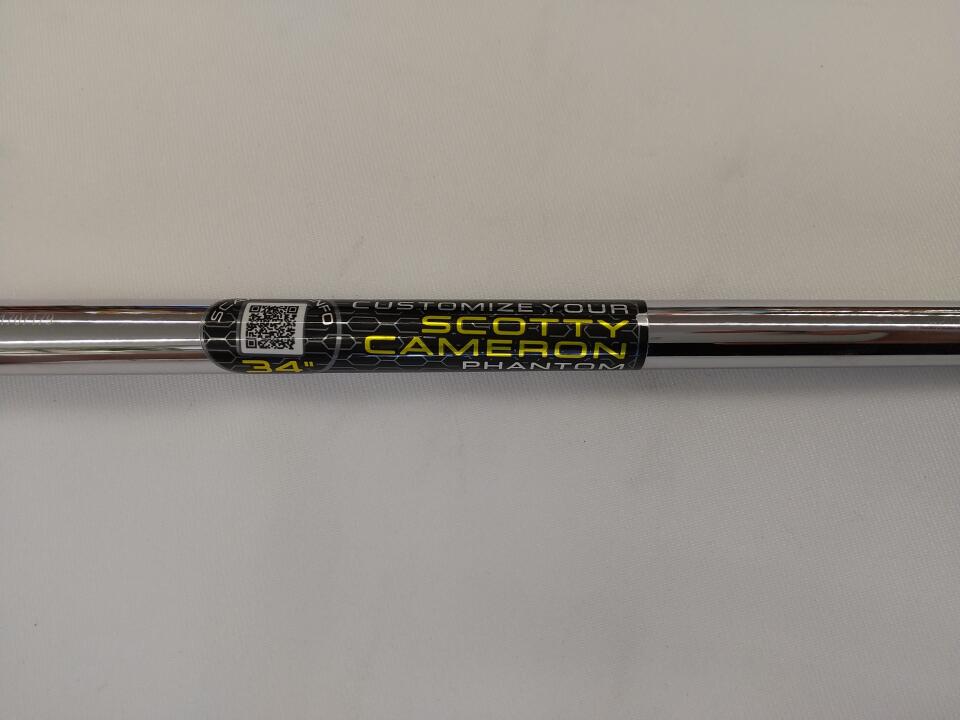 CUSTOMIZE YOUR
SCOTTY
CAMERON
PHANTOM
34"